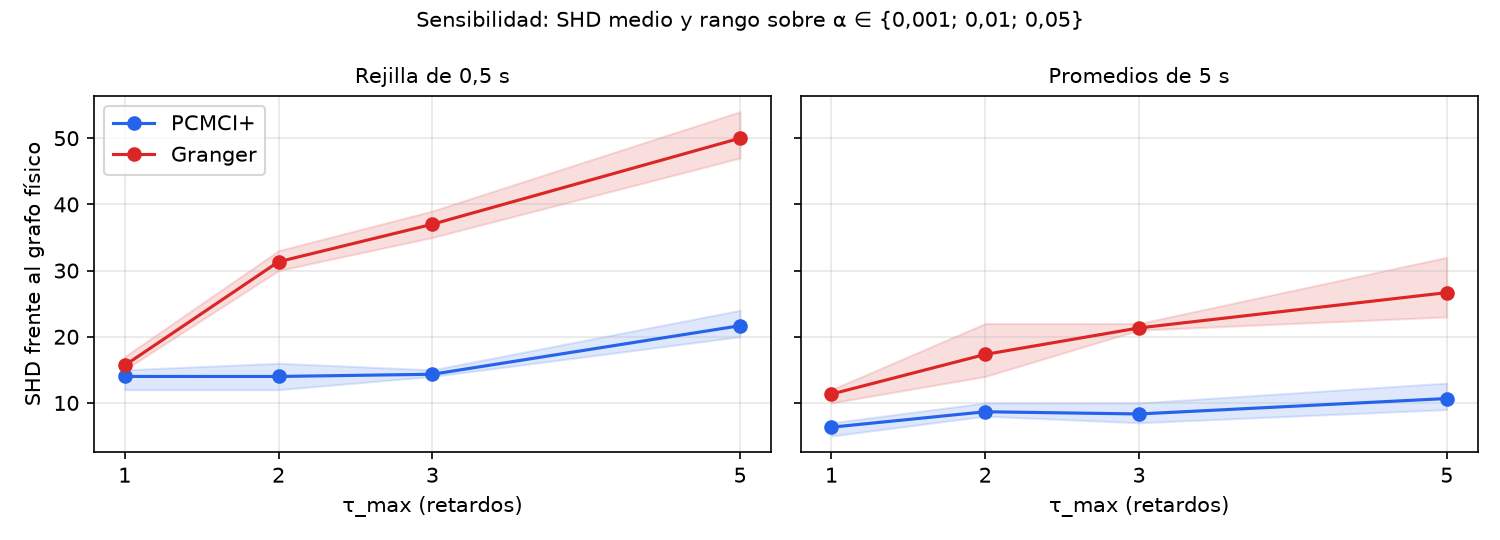 Sensibilidad: SHD medio y rango sobre α ∈ {0,001; 0,01; 0,05}
Rejilla de 0,5 s
PCMCI+
Granger
SHD frente al grafo físico
50
40
30
20
10
1
2
3
5
τ_max (retardos)
Promedios de 5 s
1
2
3
5
τ_max (retardos)